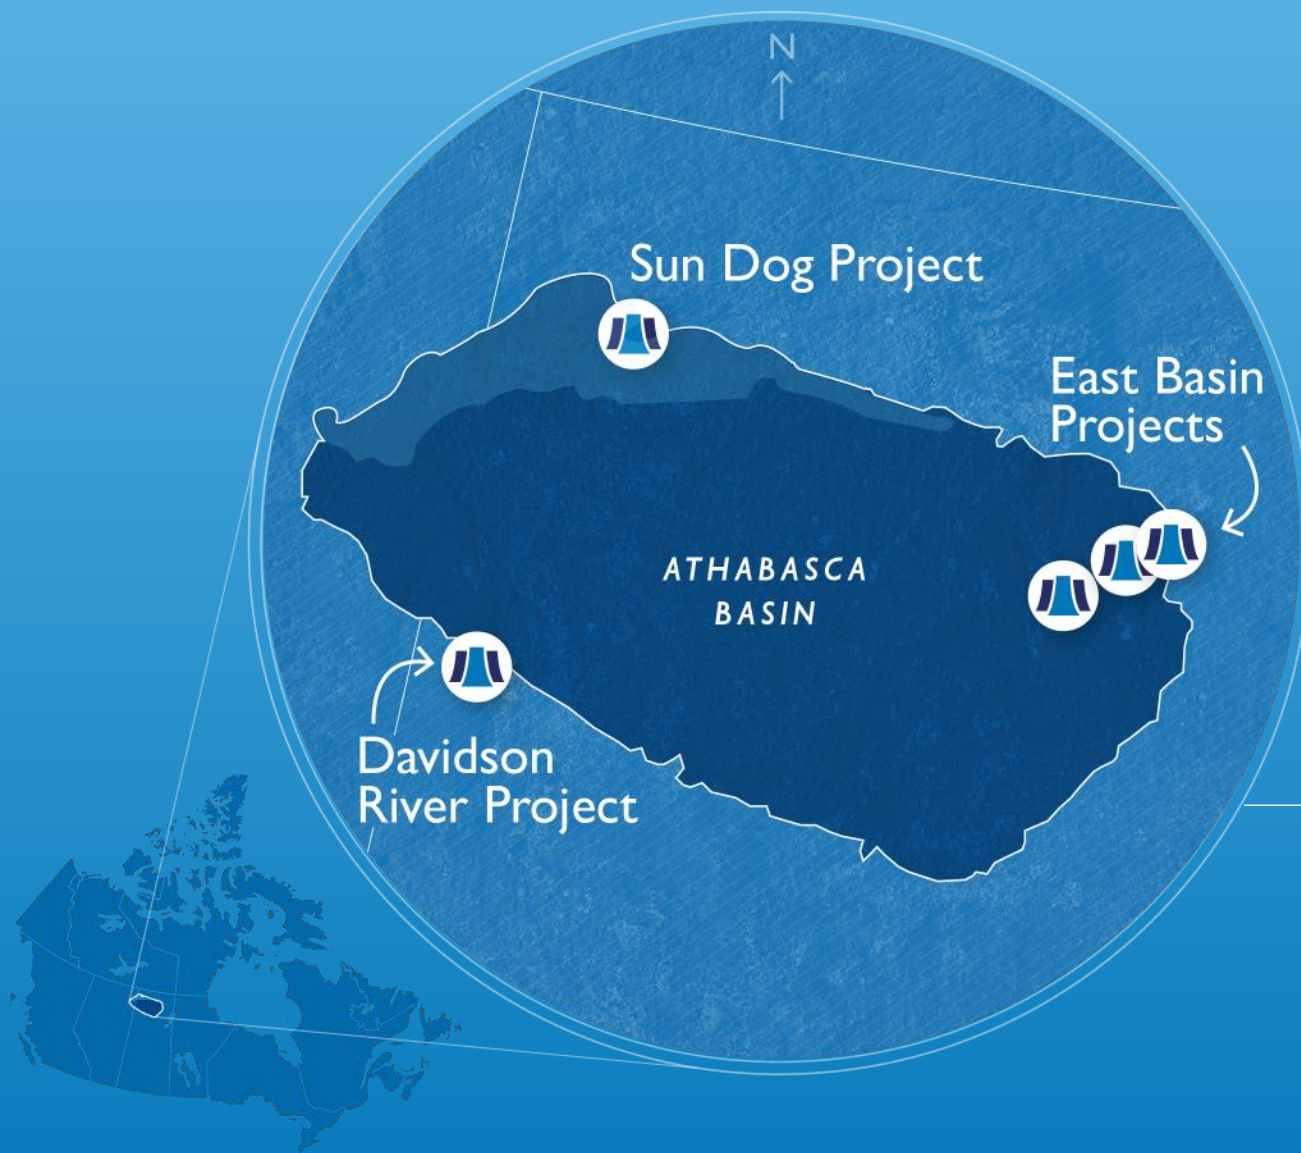 N
Sun Dog Project
East Basin
Projects
ATHABASCA
BASIN
Davidson
River Project